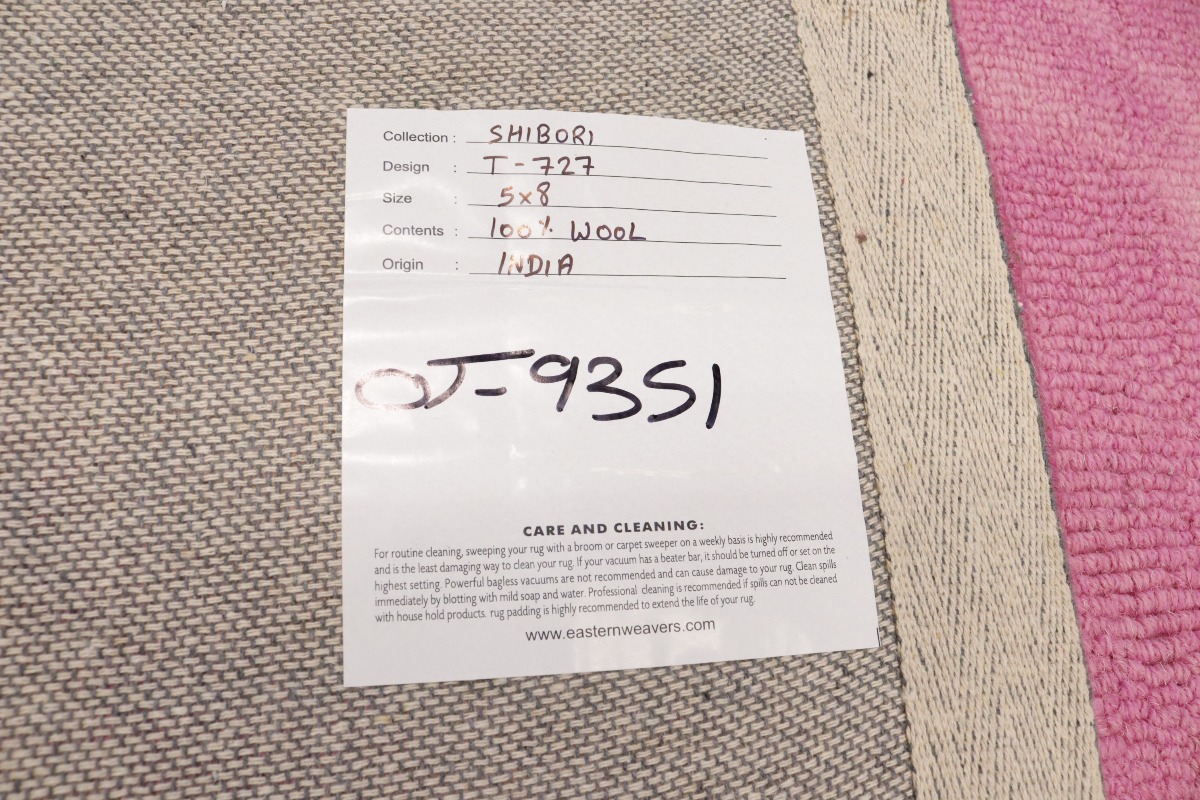 Collection : SHIBORI
Design : T-727
Size : 5x8
Contents : 100% WOOL
Origin : INDIA
OJ-9351
CARE AND CLEANING:
For routine cleaning, sweeping your rug with a broom or carpet sweeper on a weekly basis is highly recommended
and is the least damaging way to clean your rug. If your vacuum has a beater bar, it should be turned off or set on the
highest setting. Powerful bagless vacuums are not recommended and can cause damage to your rug. Clean spills
immediately by blotting with mild soap and water. Professional cleaning is recommended if spills can not be cleaned
with house hold products. rug padding is highly recommended to extend the life of your rug.
www.easternweavers.com